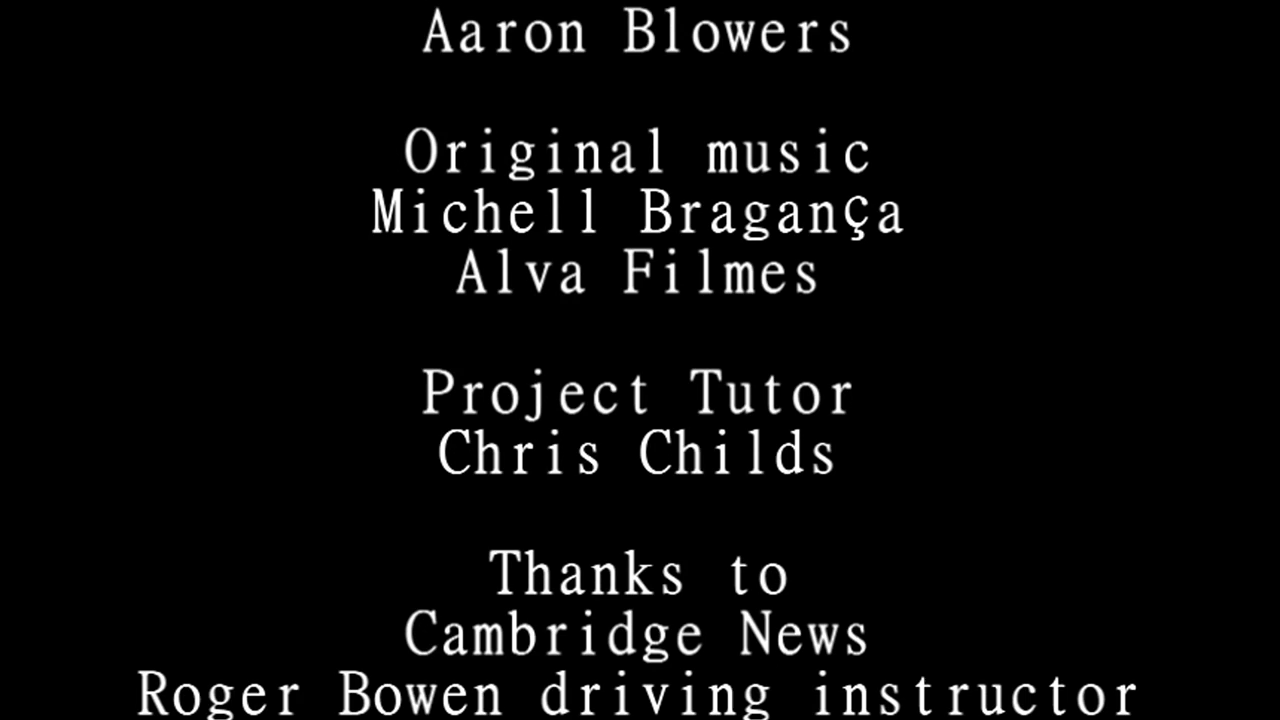 Aaron Blowers
Original music
Michell Bragança
Alva Filmes
Project Tutor
Chris Childs
Thanks to
Cambridge News
Roger Bowen driving instructor